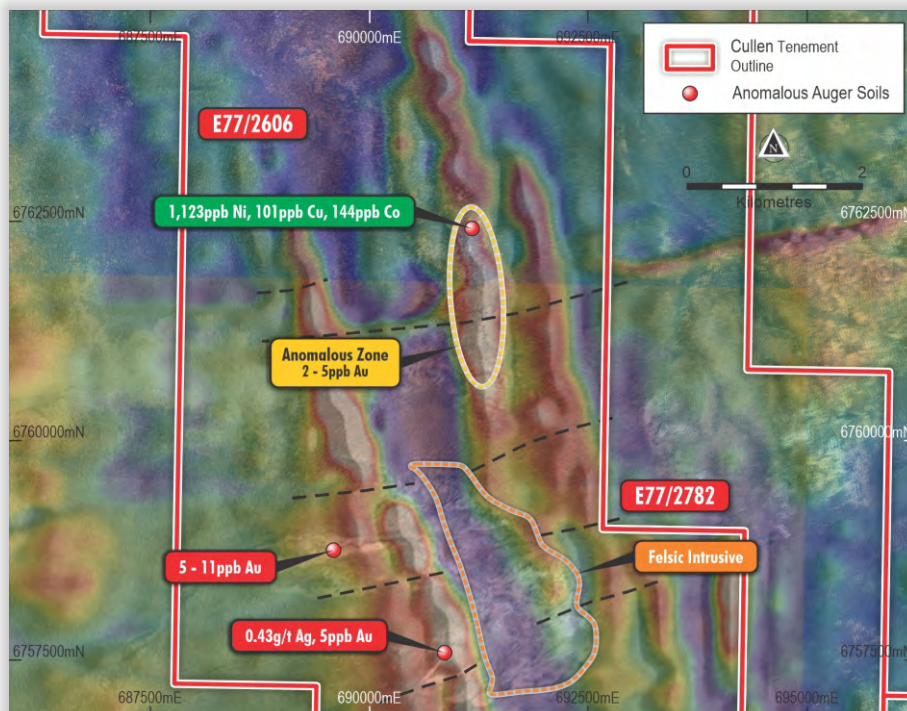 687500mE
690000mE
692500mE
Cullen Tenement
Outline
Anomalous Auger Soils
E77/2606
N
0
2
Kilometres
1,123ppb Ni, 101ppb Cu, 144ppb Co
6762500mN
6762500mN
Anomalous Zone
2 - 5ppb Au
6760000mN
6760000mN
E77/2782
5 - 11ppb Au
Felsic Intrusive
0.43g/t Ag, 5ppb Au
6757500mN
6757500mN
687500mE
690000mE
692500mE
695000mE